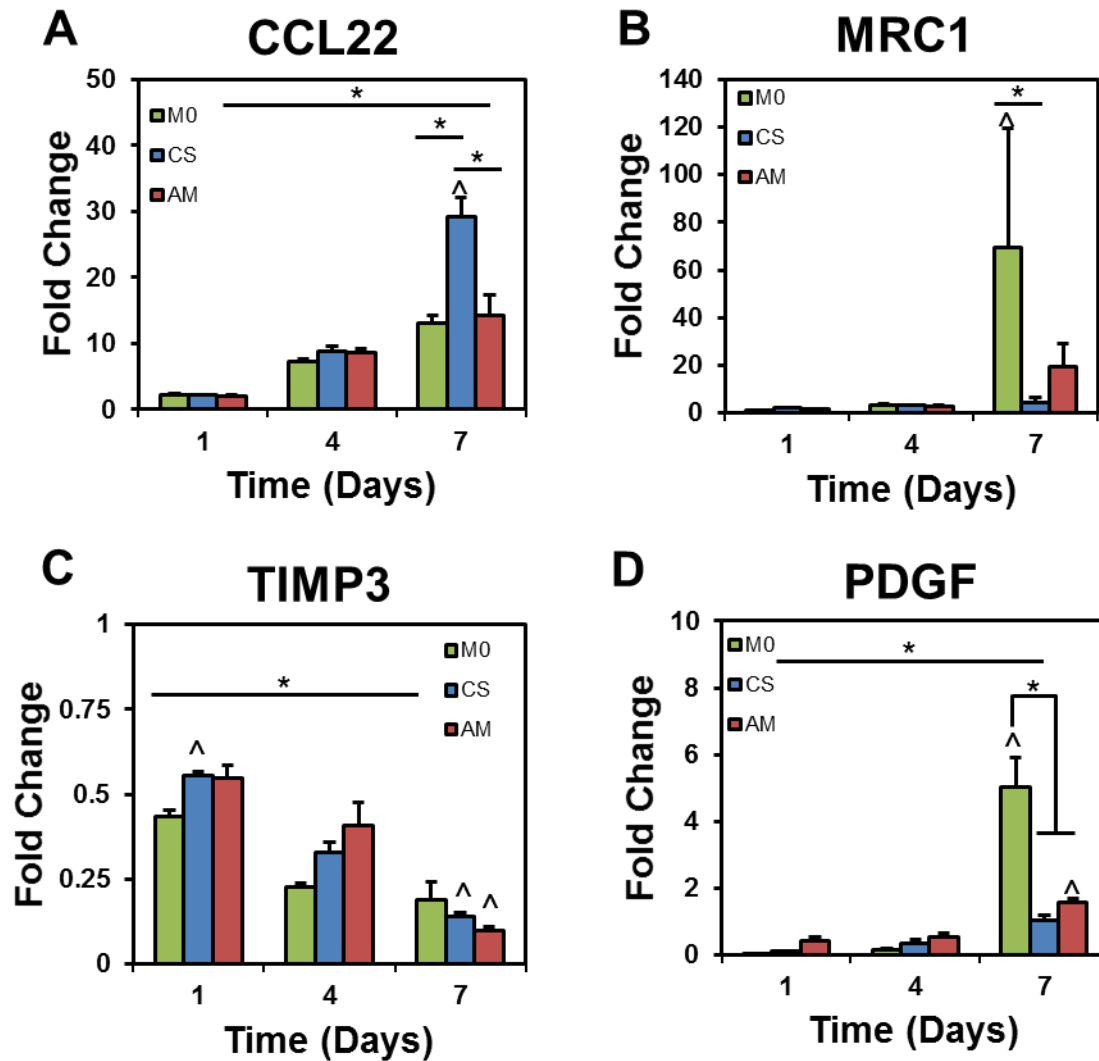 A
CCL22
50
40
30
20
10
0
M0
CS
AM
*
*
*
^
Fold Change
1 4 7
Time (Days)
B
MRC1
140
120
100
80
60
40
20
0
M0
CS
AM
*
^
Fold Change
1 4 7
Time (Days)
C
TIMP3
1
0.75
0.5
0.25
0
M0
CS
AM
*
^
^ ^
Fold Change
1 4 7
Time (Days)
D
PDGF
10
8
6
4
2
0
M0
CS
AM
*
*
^
^
Fold Change
1 4 7
Time (Days)